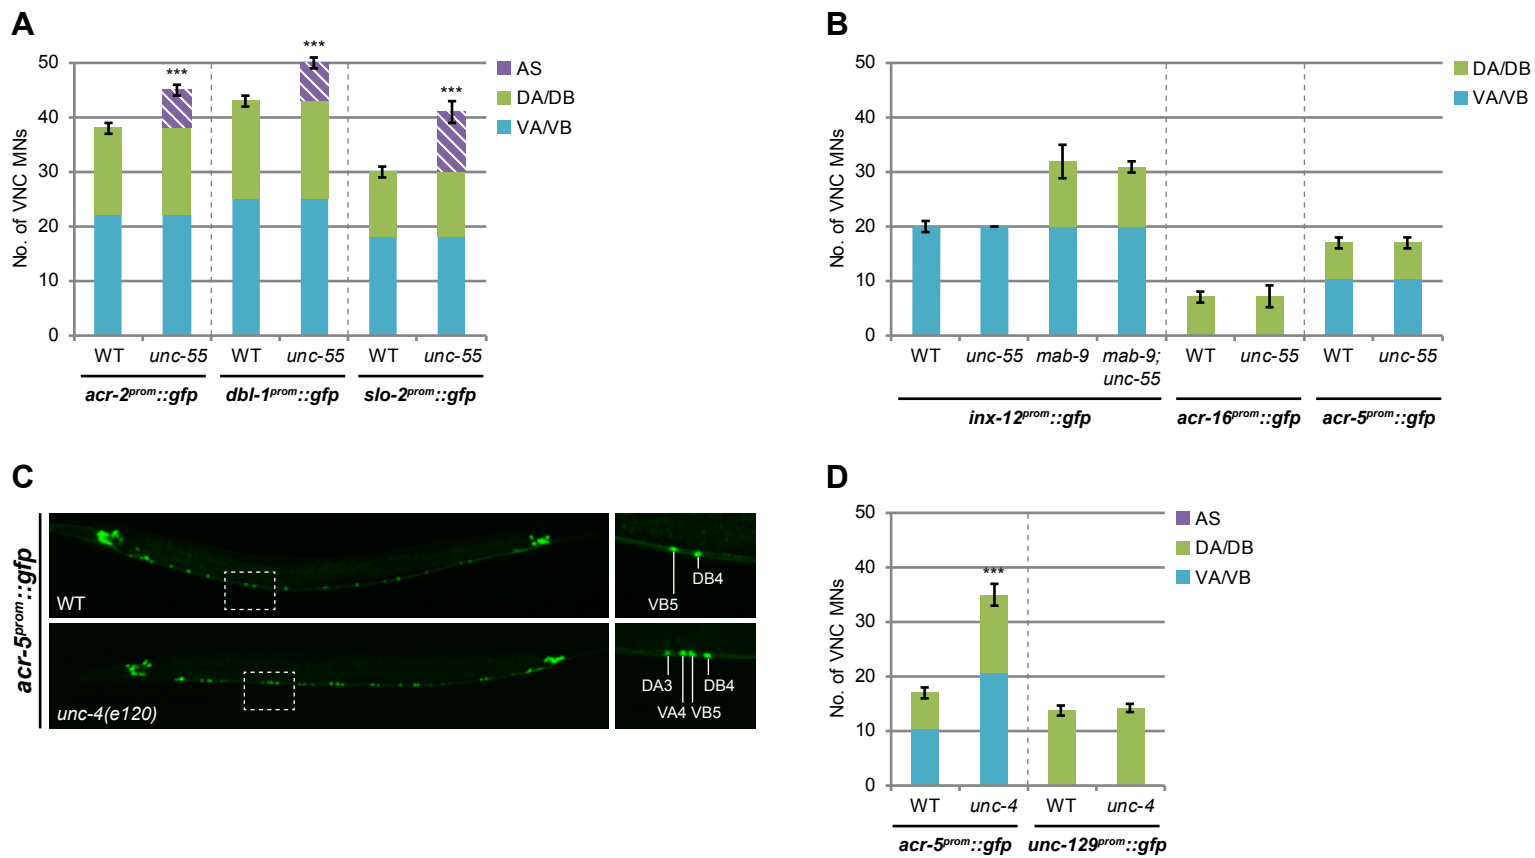 A
No. of VNC MNs
50
40
30
20
10
0
***
***
***
AS
DA/DB
VA/VB
WT
unc-55
WT
unc-55
WT
unc-55
acr-2prom::gfp
dbl-1prom::gfp
slo-2prom::gfp
B
No. of VNC MNs
50
40
30
20
10
0
DA/DB
VA/VB
WT
unc-55
mab-9
mab-9;
unc-55
WT
unc-55
WT
unc-55
inx-12prom::gfp
acr-16prom::gfp
acr-5prom::gfp
C
acr-5prom::gfp
WT
VB5
DB4
unc-4(e120)
DA3
DB4
VA4
VB5
D
No. of VNC MNs
50
40
30
20
10
0
***
AS
DA/DB
VA/VB
WT
unc-4
WT
unc-4
acr-5prom::gfp
unc-129prom::gfp